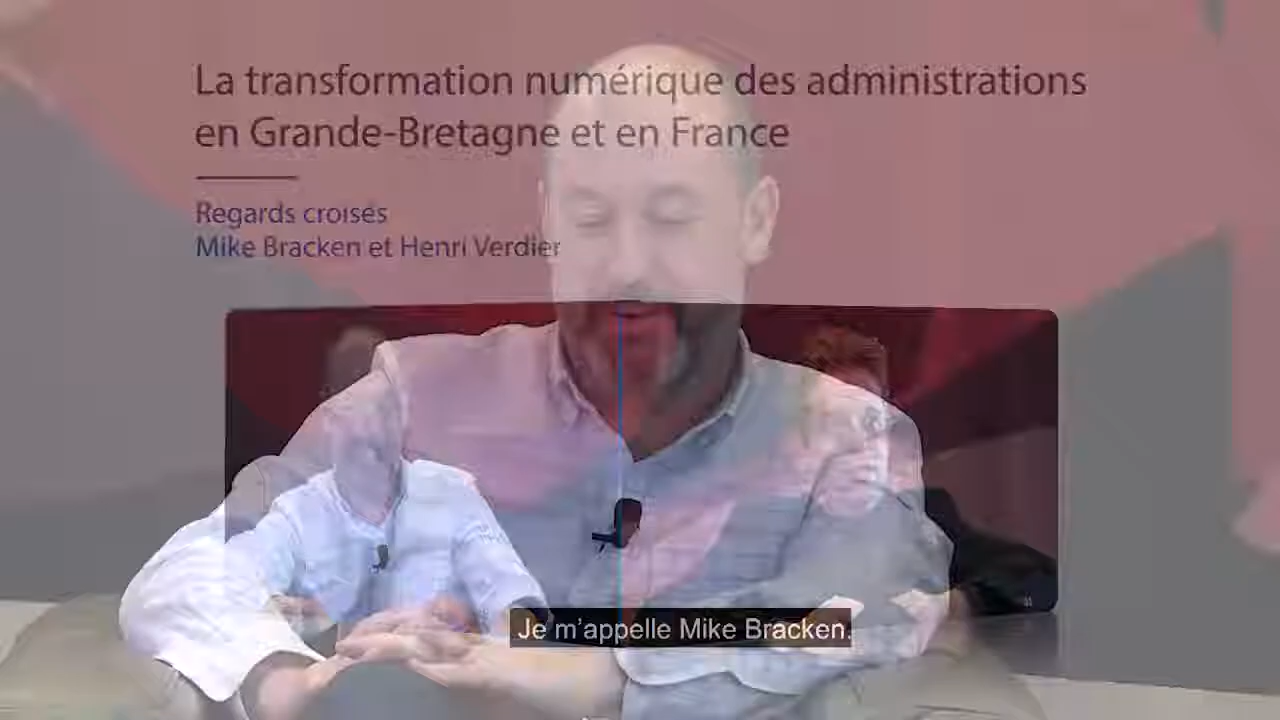 La transformation numérique des administrations
en Grande-Bretagne et en France
Regards croisés
Mike Bracken et Henri Verdier
Je m’appelle Mike Bracken.